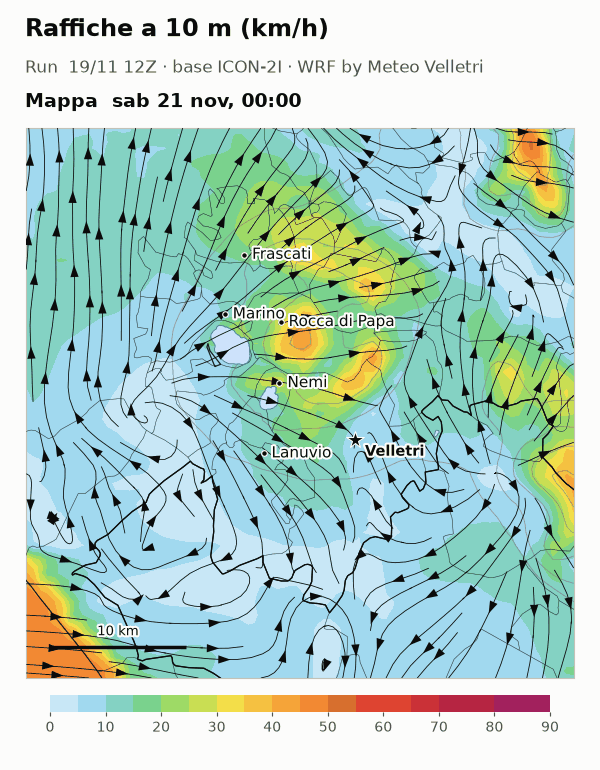 Raffiche a 10 m (km/h)
Run  19/11 12Z · base ICON-2I · WRF by Meteo Velletri
Mappa  sab 21 nov, 00:00
Frascati
Marino
Rocca di Papa
Nemi
Velletri
Lanuvio
10 km
0 10 20 30 40 50 60 70 80 90